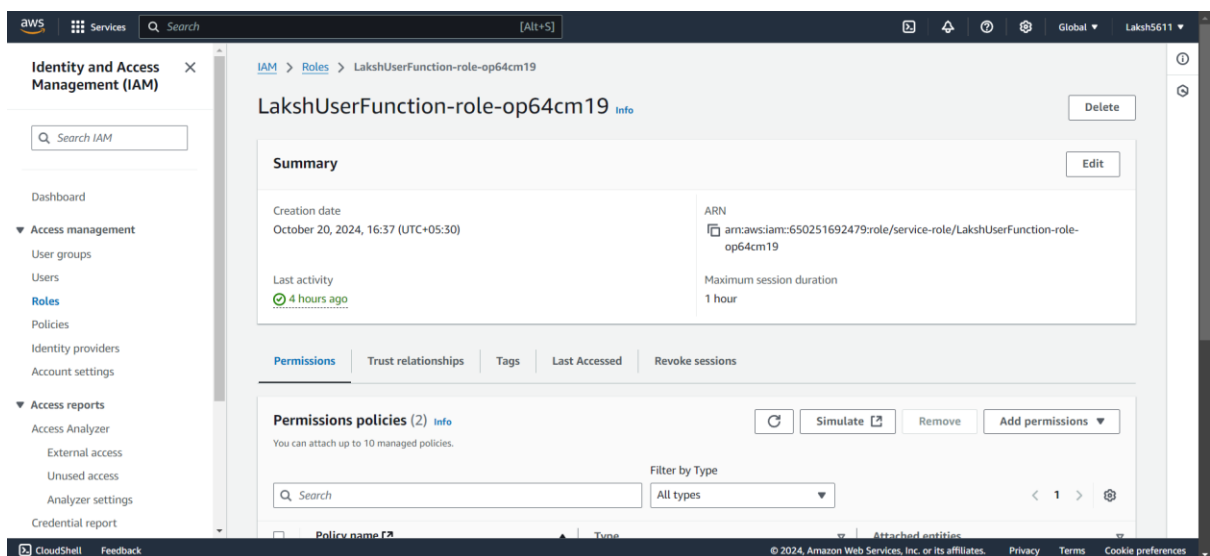 aws
Services
Search
[Alt+S]
Global
Laksh5611
Identity and Access
Management (IAM)
Search IAM
Dashboard
Access management
User groups
Users
Roles
Policies
Identity providers
Account settings
Access reports
Access Analyzer
External access
Unused access
Analyzer settings
Credential report
IAM > Roles > LakshUserFunction-role-op64cm19
LakshUserFunction-role-op64cm19 Info
Delete
Summary
Edit
Creation date
October 20, 2024, 16:37 (UTC+05:30)
ARN
arn:aws:iam::650251692479:role/service-role/LakshUserFunction-role-
op64cm19
Last activity
4 hours ago
Maximum session duration
1 hour
Permissions
Trust relationships
Tags
Last Accessed
Revoke sessions
Permissions policies (2) Info
You can attach up to 10 managed policies.
Simulate
Remove
Add permissions
Filter by Type
Search
All types
1
Policy name
Type
Attached entities
CloudShell
Feedback
© 2024, Amazon Web Services, Inc. or its affiliates.
Privacy
Terms
Cookie preferences